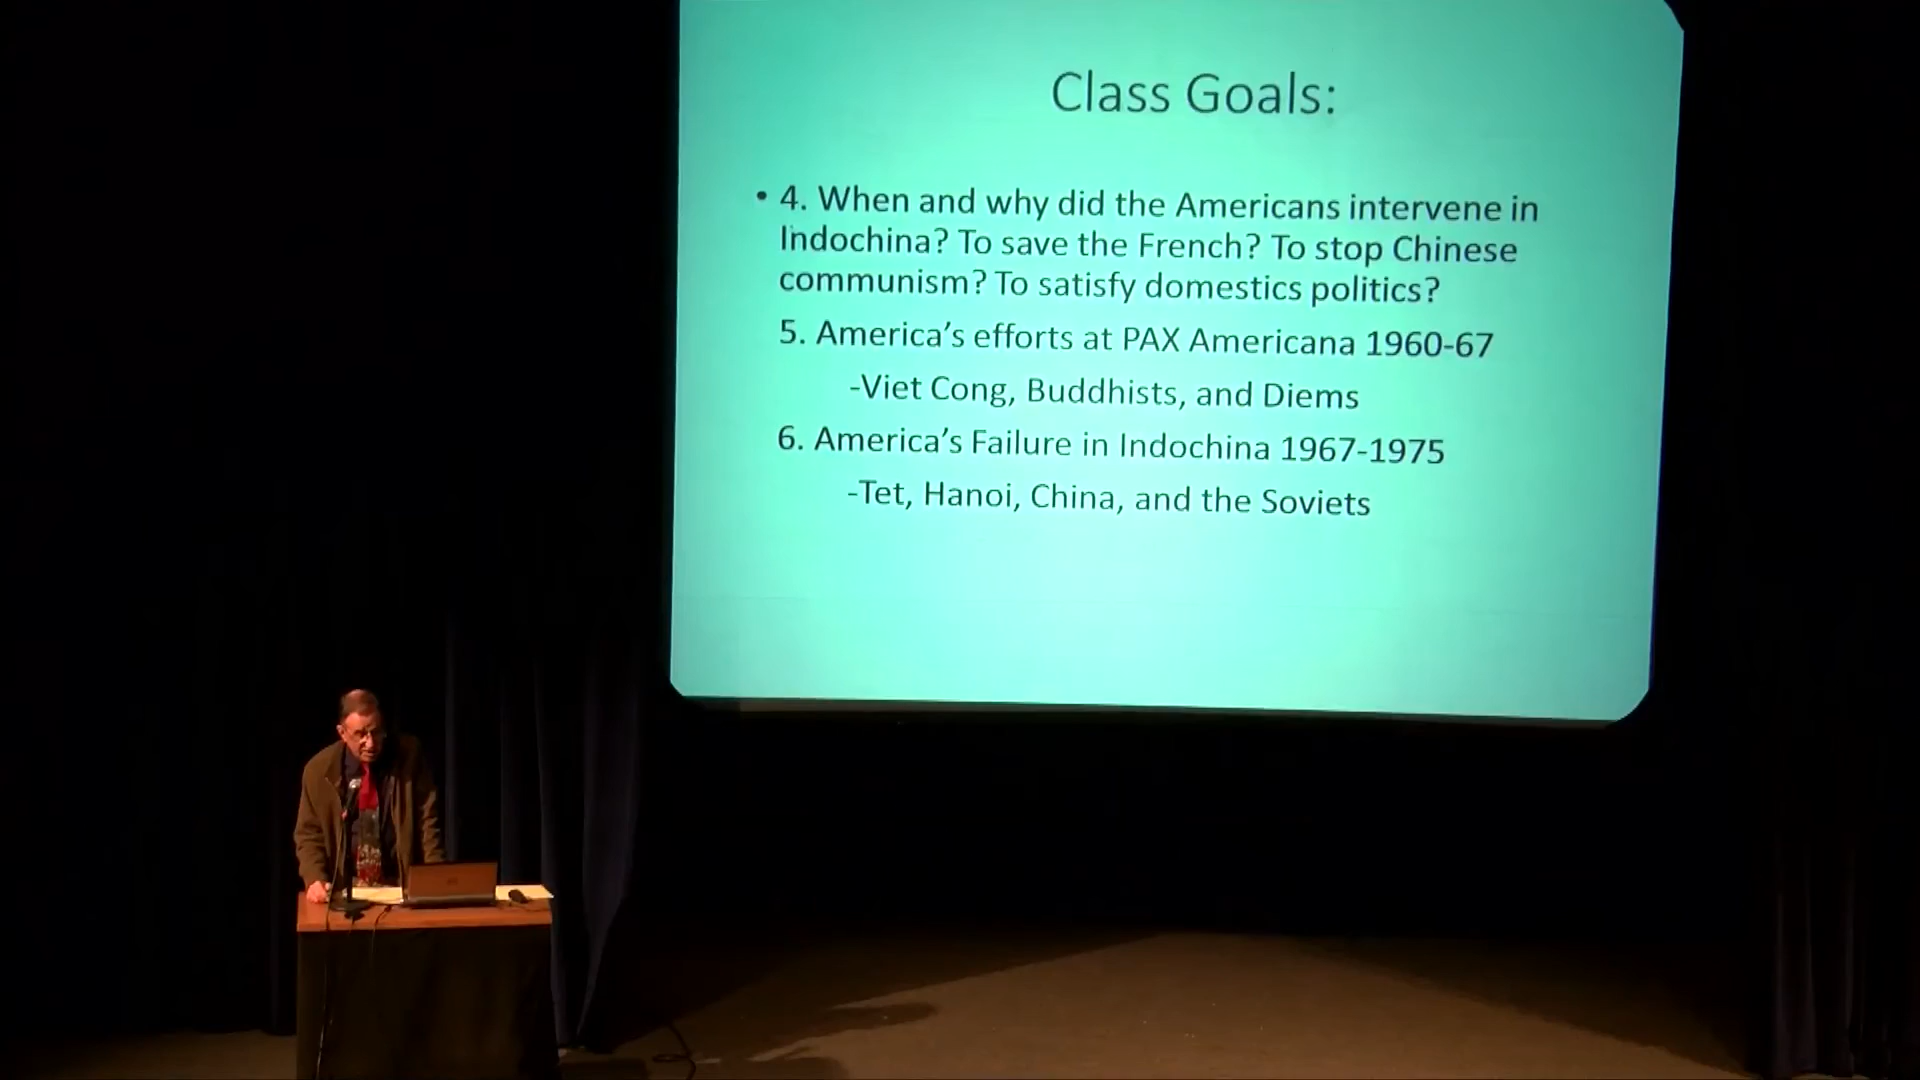 Class Goals:
• 4. When and why did the Americans intervene in
Indochina? To save the French? To stop Chinese
communism? To satisfy domestics politics?
5. America's efforts at PAX Americana 1960-67
-Viet Cong, Buddhists, and Diems
6. America's Failure in Indochina 1967-1975
-Tet, Hanoi, China, and the Soviets